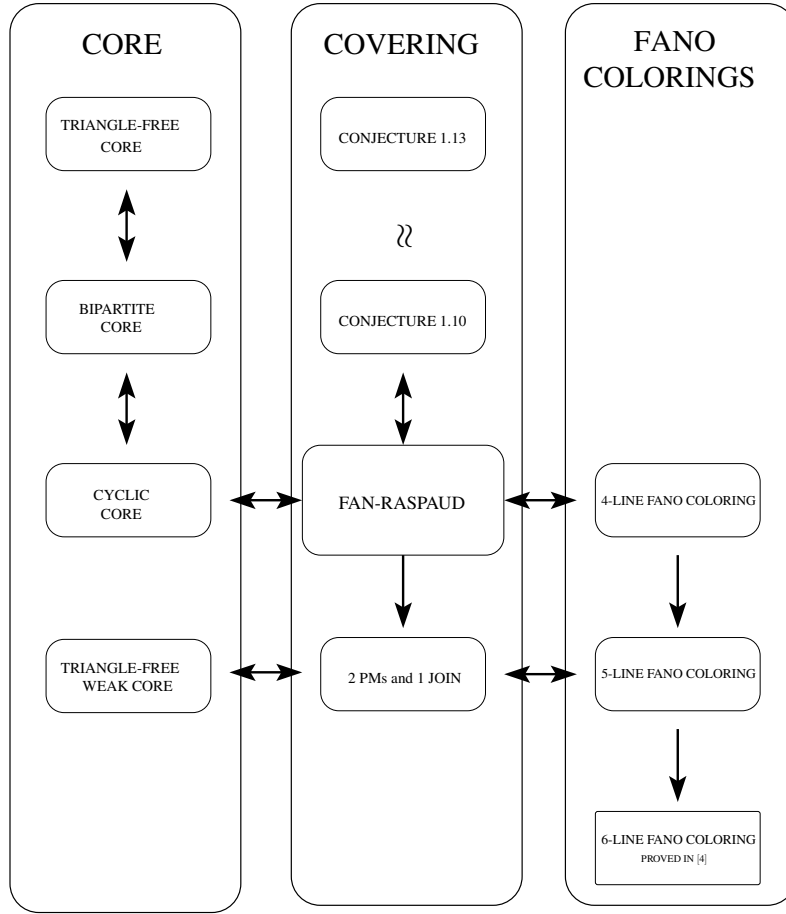 CORE
TRIANGLE-FREE
CORE
BIPARTITE
CORE
CYCLIC
CORE
TRIANGLE-FREE
WEAK CORE
COVERING
CONJECTURE 1.13
≈
CONJECTURE 1.10
FAN-RASPAUD
2 PMs and 1 JOIN
FANO
COLORINGS
4-LINE FANO COLORING
5-LINE FANO COLORING
6-LINE FANO COLORING
PROVED IN [4]